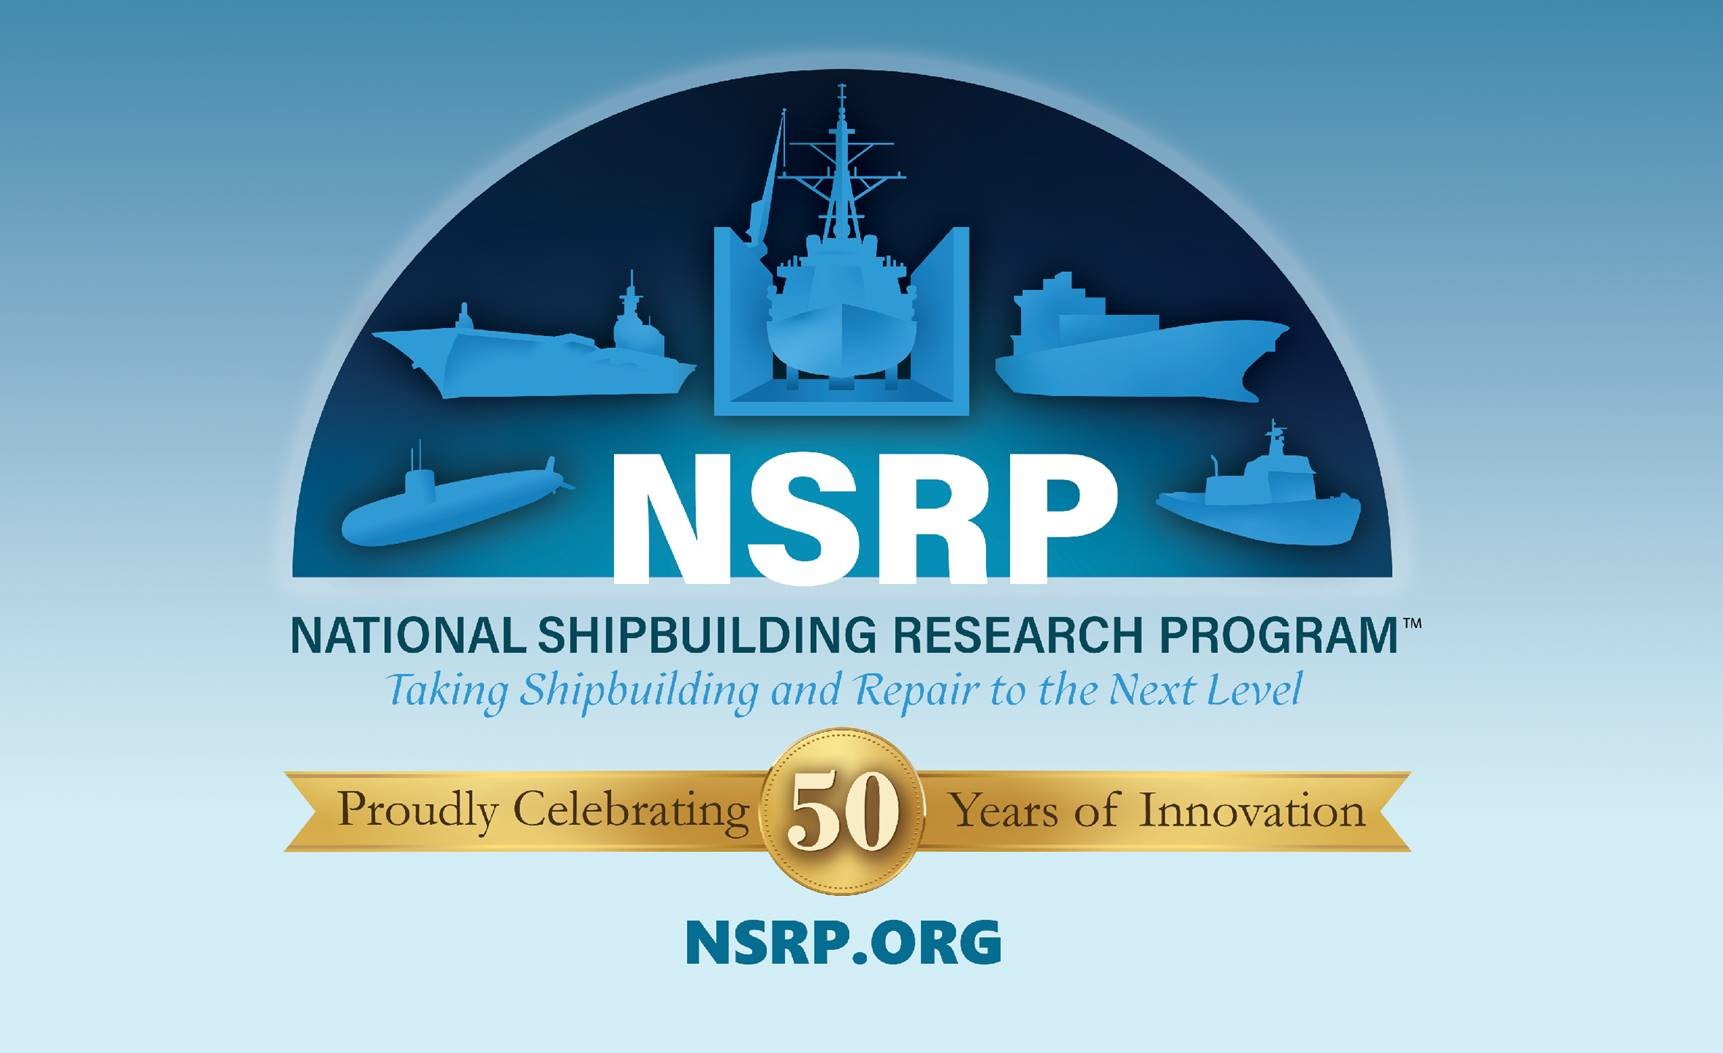 NSRP
NATIONAL SHIPBUILDING RESEARCH PROGRAM™
Taking Shipbuilding and Repair to the Next Level
Proudly Celebrating 50 Years of Innovation
NSRP.ORG